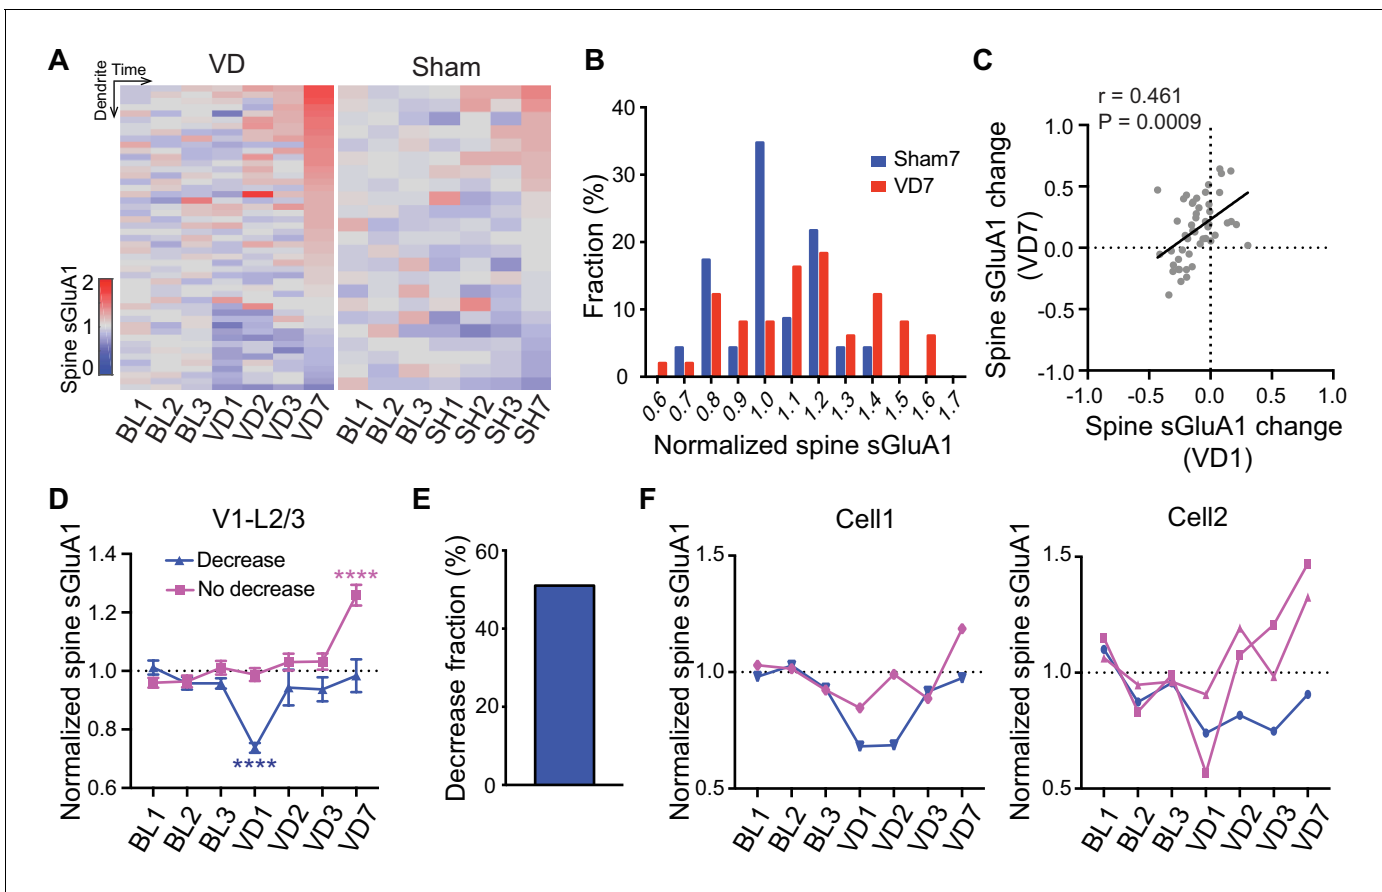 A
VD
Sham
Time
Dendrite
Spine sGluA1
2
1
0
BL1
BL2
BL3
VD1
VD2
VD3
VD7
BL1
BL2
BL3
SH1
SH2
SH3
SH7
B
Fraction (%)
40
30
20
10
0
Sham7
VD7
0.6
0.7
0.8
0.9
1.0
1.1
1.2
1.3
1.4
1.5
1.6
1.7
Normalized spine sGluA1
C
r = 0.461
P = 0.0009
Spine sGluA1 change
(VD7)
1.0
0.5
0.0
-0.5
-1.0
-1.0
-0.5
0.0
0.5
1.0
Spine sGluA1 change
(VD1)
D
V1-L2/3
Normalized spine sGluA1
1.4
1.2
1.0
0.8
0.6
Decrease
No decrease
****
****
BL1
BL2
BL3
VD1
VD2
VD3
VD7
E
Decrrease fraction (%)
60
40
20
0
F
Cell1
Normalized spine sGluA1
1.5
1.0
0.5
BL1
BL2
BL3
VD1
VD2
VD3
VD7
Cell2
Normalized spine sGluA1
1.5
1.0
0.5
BL1
BL2
BL3
VD1
VD2
VD3
VD7